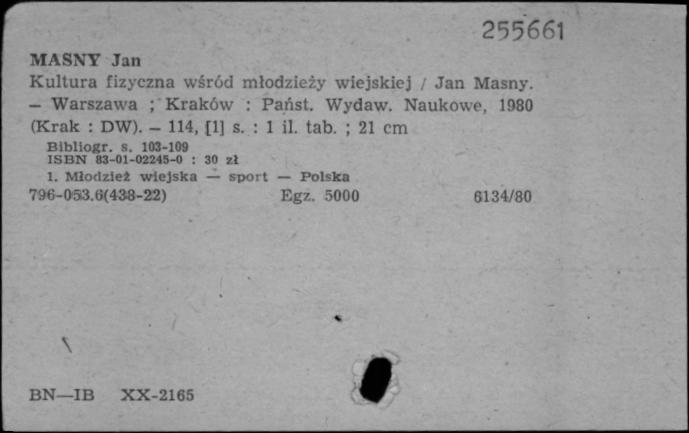 255661
MASNY Jan
Kultura fizyczna wśród młodzieży wiejskiej / Jan Masny.
— Warszawa ; Kraków : Państ. Wydaw. Naukowe, 1980
(Krak : DW). — 114, [1] s. : 1 il. tab. ; 21 cm
Bibliogr. s. 103-109
ISBN 83-01-02245-0 : 30 zł
1. Młodzież wiejska — sport — Polska
796-053.6(438-22) Egz. 5000 6134/80
BN—IB XX-2165